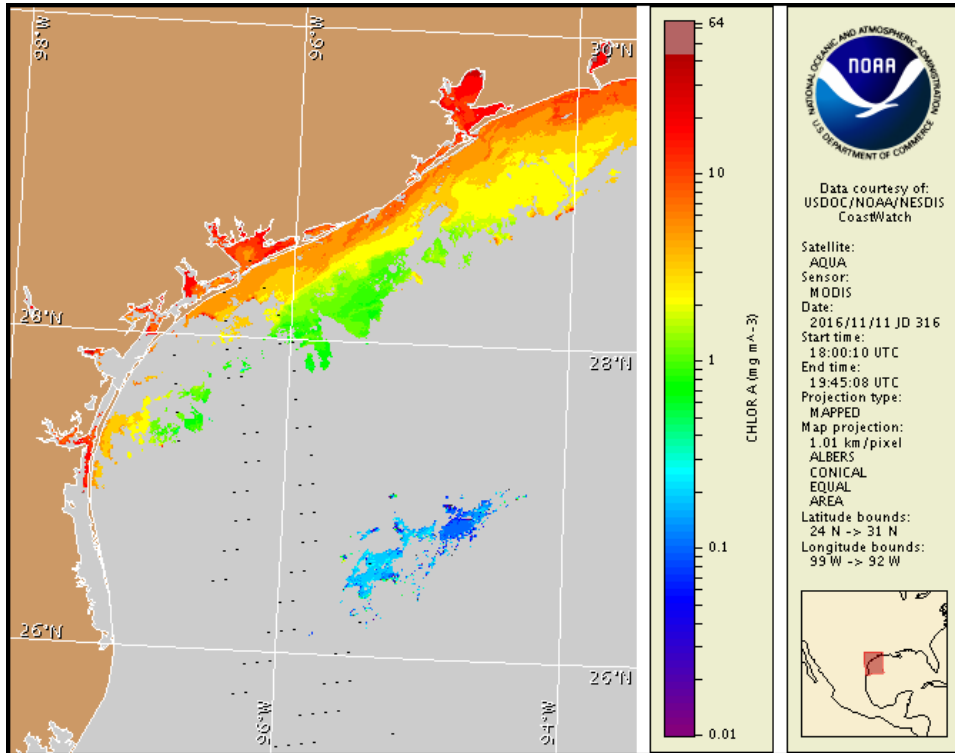 98°W
96°W
30°N
28°N
28°N
26°N
26°N
96°W
94°W
64
10
1
0.1
0.01
CHLOR A (mg m^-3)
NATIONAL OCEANIC AND ATMOSPHERIC ADMINISTRATION
NOAA
U.S. DEPARTMENT OF COMMERCE
Data courtesy of:
USDOC/NOAA/NESDIS
CoastWatch
Satellite:
AQUA
Sensor:
MODIS
Date:
2016/11/11 JD 316
Start time:
18:00:10 UTC
End time:
19:45:08 UTC
Projection type:
MAPPED
Map projection:
1.01 km/pixel
ALBERS
CONICAL
EQUAL
AREA
Latitude bounds:
24 N -> 31 N
Longitude bounds:
99 W -> 92 W